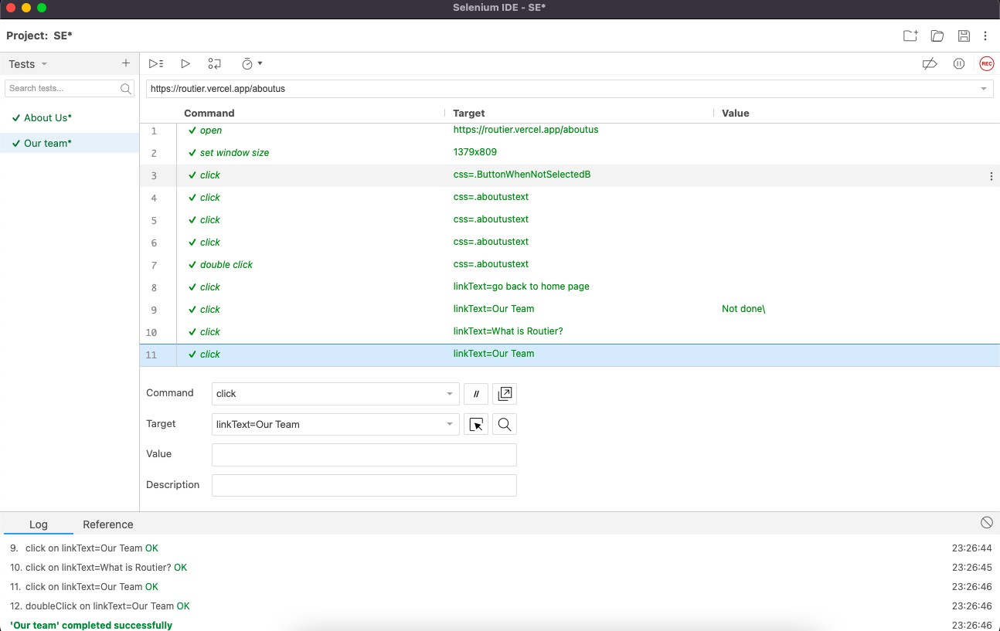 Selenium IDE - SE*
Project: SE*
Tests
Search tests...
About Us*
Our team*
REC
https://routier.vercel.app/aboutus
Command Target Value
1 open https://routier.vercel.app/aboutus
2 set window size 1379x809
3 click css=.ButtonWhenNotSelectedB
4 click css=.aboutustext
5 click css=.aboutustext
6 click css=.aboutustext
7 double click css=.aboutustext
8 click linkText=go back to home page
9 click linkText=Our Team Not done\
10 click linkText=What is Routier?
11 click linkText=Our Team
Command click //
Target linkText=Our Team
Value
Description
Log Reference
9. click on linkText=Our Team OK 23:26:44
10. click on linkText=What is Routier? OK 23:26:45
11. click on linkText=Our Team OK 23:26:46
12. doubleClick on linkText=Our Team OK 23:26:46
'Our team' completed successfully 23:26:46